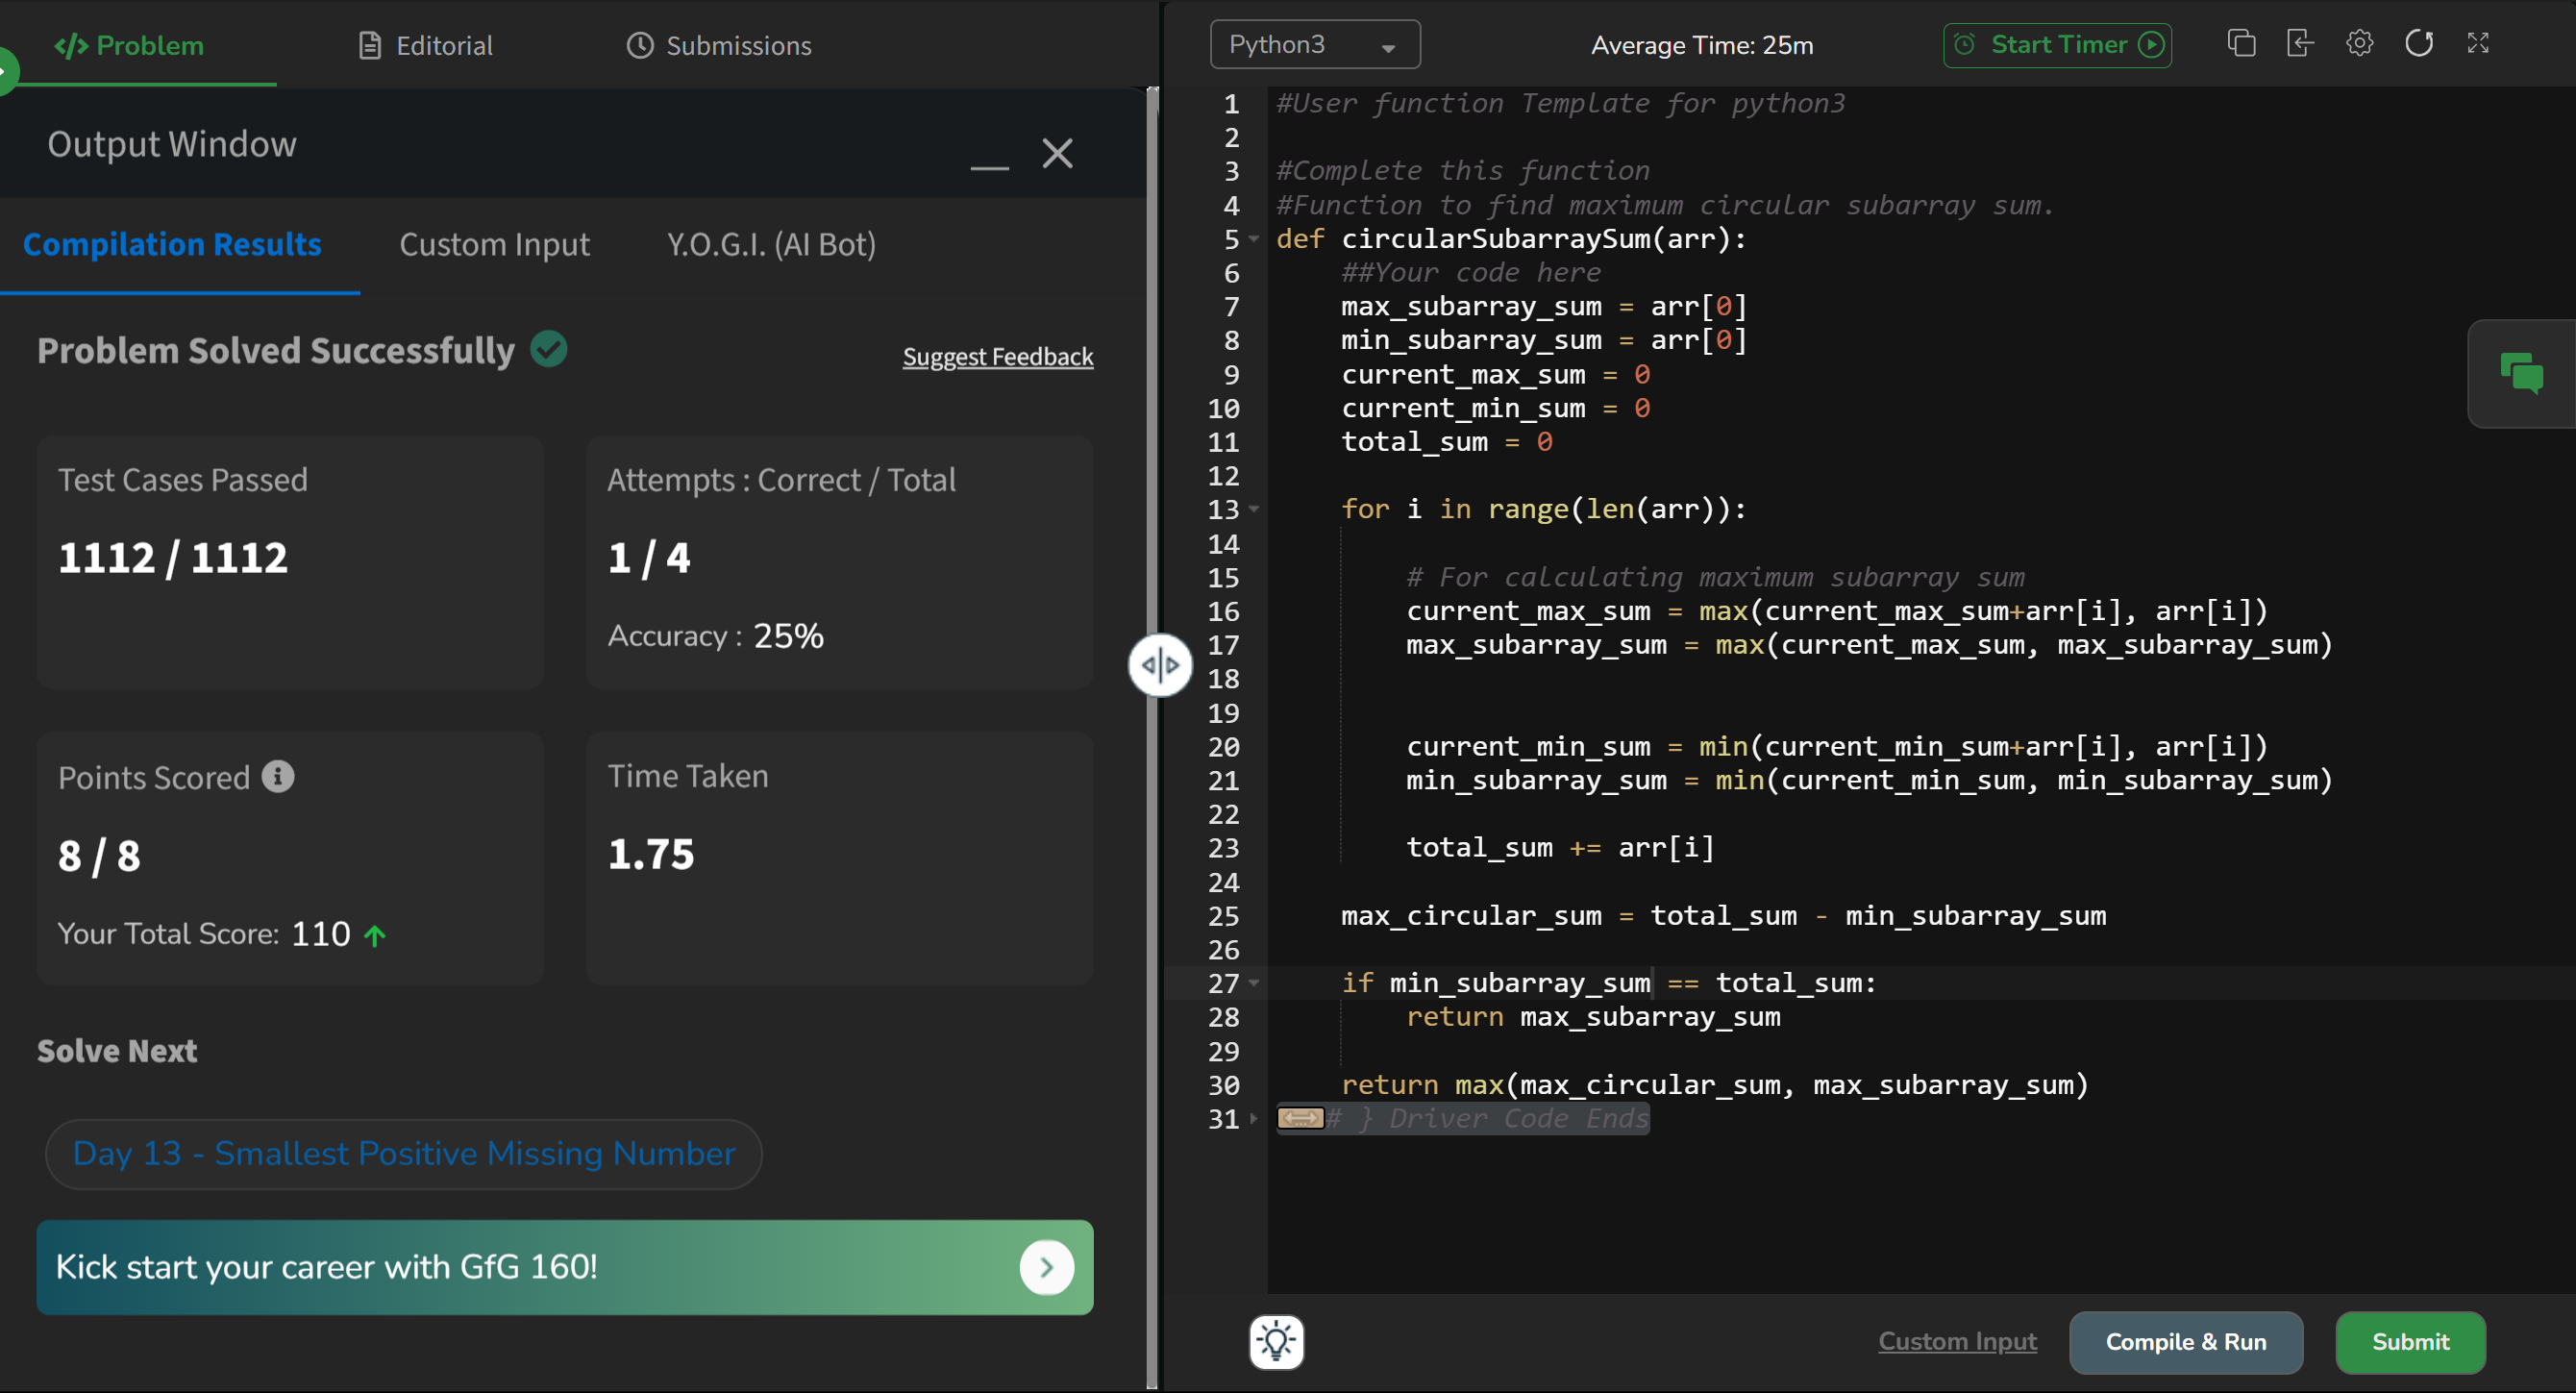 </> Problem
Editorial
Submissions
Output Window
Compilation Results
Custom Input
Y.O.G.I. (AI Bot)
Problem Solved Successfully
Suggest Feedback
Test Cases Passed
1112 / 1112
Attempts : Correct / Total
1 / 4
Accuracy : 25%
Points Scored
8 / 8
Your Total Score: 110
Time Taken
1.75
Solve Next
Day 13 - Smallest Positive Missing Number
Kick start your career with GfG 160!
Python3
Average Time: 25m
Start Timer
1 #User function Template for python3
2
3 #Complete this function
4 #Function to find maximum circular subarray sum.
5 def circularSubarraySum(arr):
6     ##Your code here
7     max_subarray_sum = arr[0]
8     min_subarray_sum = arr[0]
9     current_max_sum = 0
10     current_min_sum = 0
11     total_sum = 0
12
13     for i in range(len(arr)):
14
15         # For calculating maximum subarray sum
16         current_max_sum = max(current_max_sum+arr[i], arr[i])
17         max_subarray_sum = max(current_max_sum, max_subarray_sum)
18
19
20         current_min_sum = min(current_min_sum+arr[i], arr[i])
21         min_subarray_sum = min(current_min_sum, min_subarray_sum)
22
23         total_sum += arr[i]
24
25     max_circular_sum = total_sum - min_subarray_sum
26
27     if min_subarray_sum == total_sum:
28         return max_subarray_sum
29
30     return max(max_circular_sum, max_subarray_sum)
31 # } Driver Code Ends
Custom Input
Compile & Run
Submit